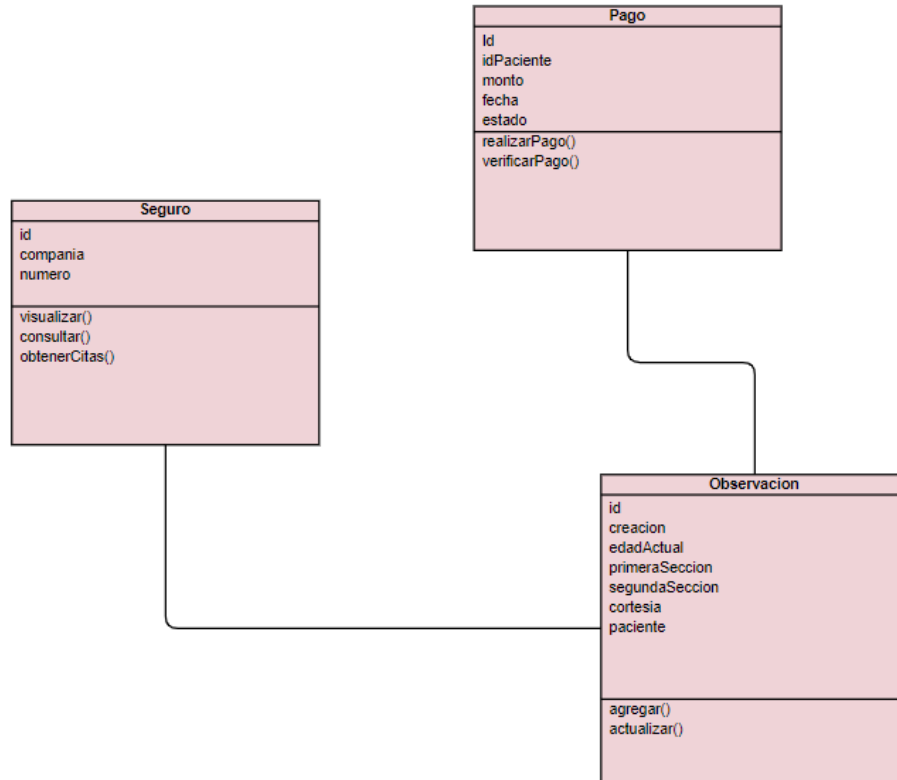 Pago
Id
idPaciente
monto
fecha
estado
realizarPago()
verificarPago()
Seguro
id
compania
numero
visualizar()
consultar()
obtenerCitas()
Observacion
id
creacion
edadActual
primeraSeccion
segundaSeccion
cortesia
paciente
agregar()
actualizar()